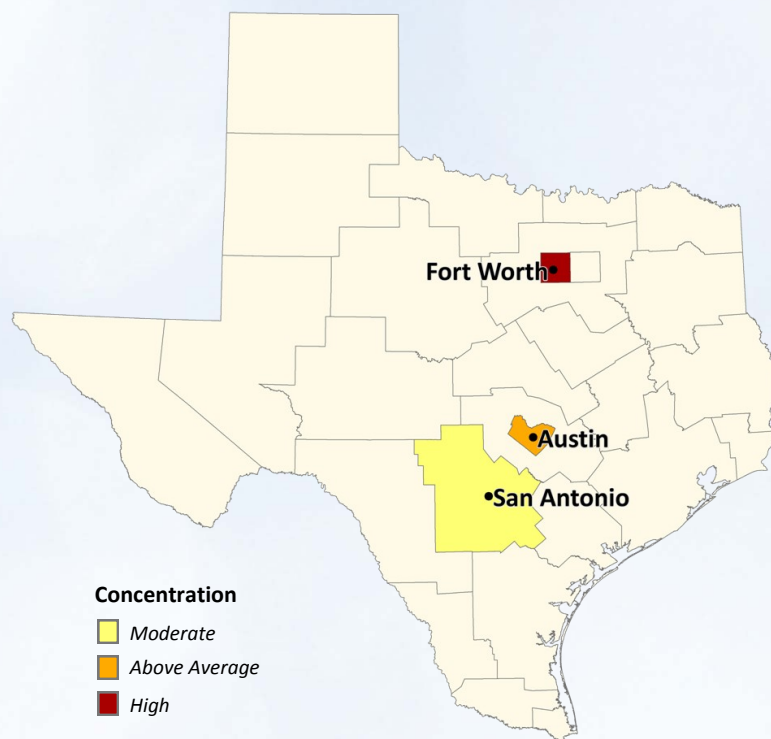 Fort Worth
Austin
San Antonio
Concentration
Moderate
Above Average
High